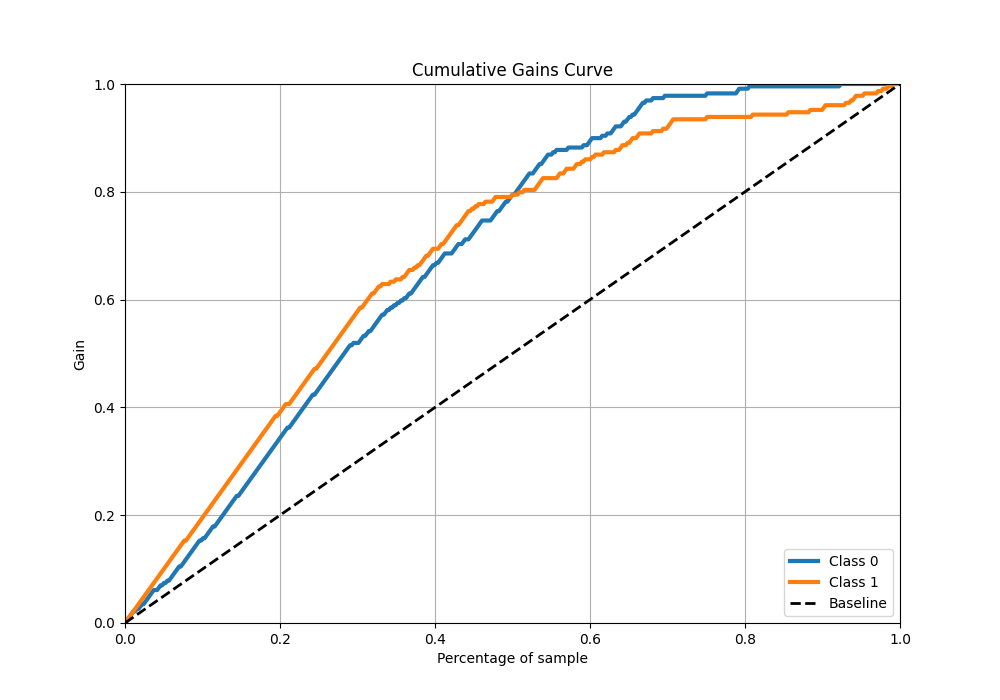 Cumulative Gains Curve
Gain
1.0
0.8
0.6
0.4
0.2
0.0
0.0 0.2 0.4 0.6 0.8 1.0
Percentage of sample
Class 0
Class 1
Baseline